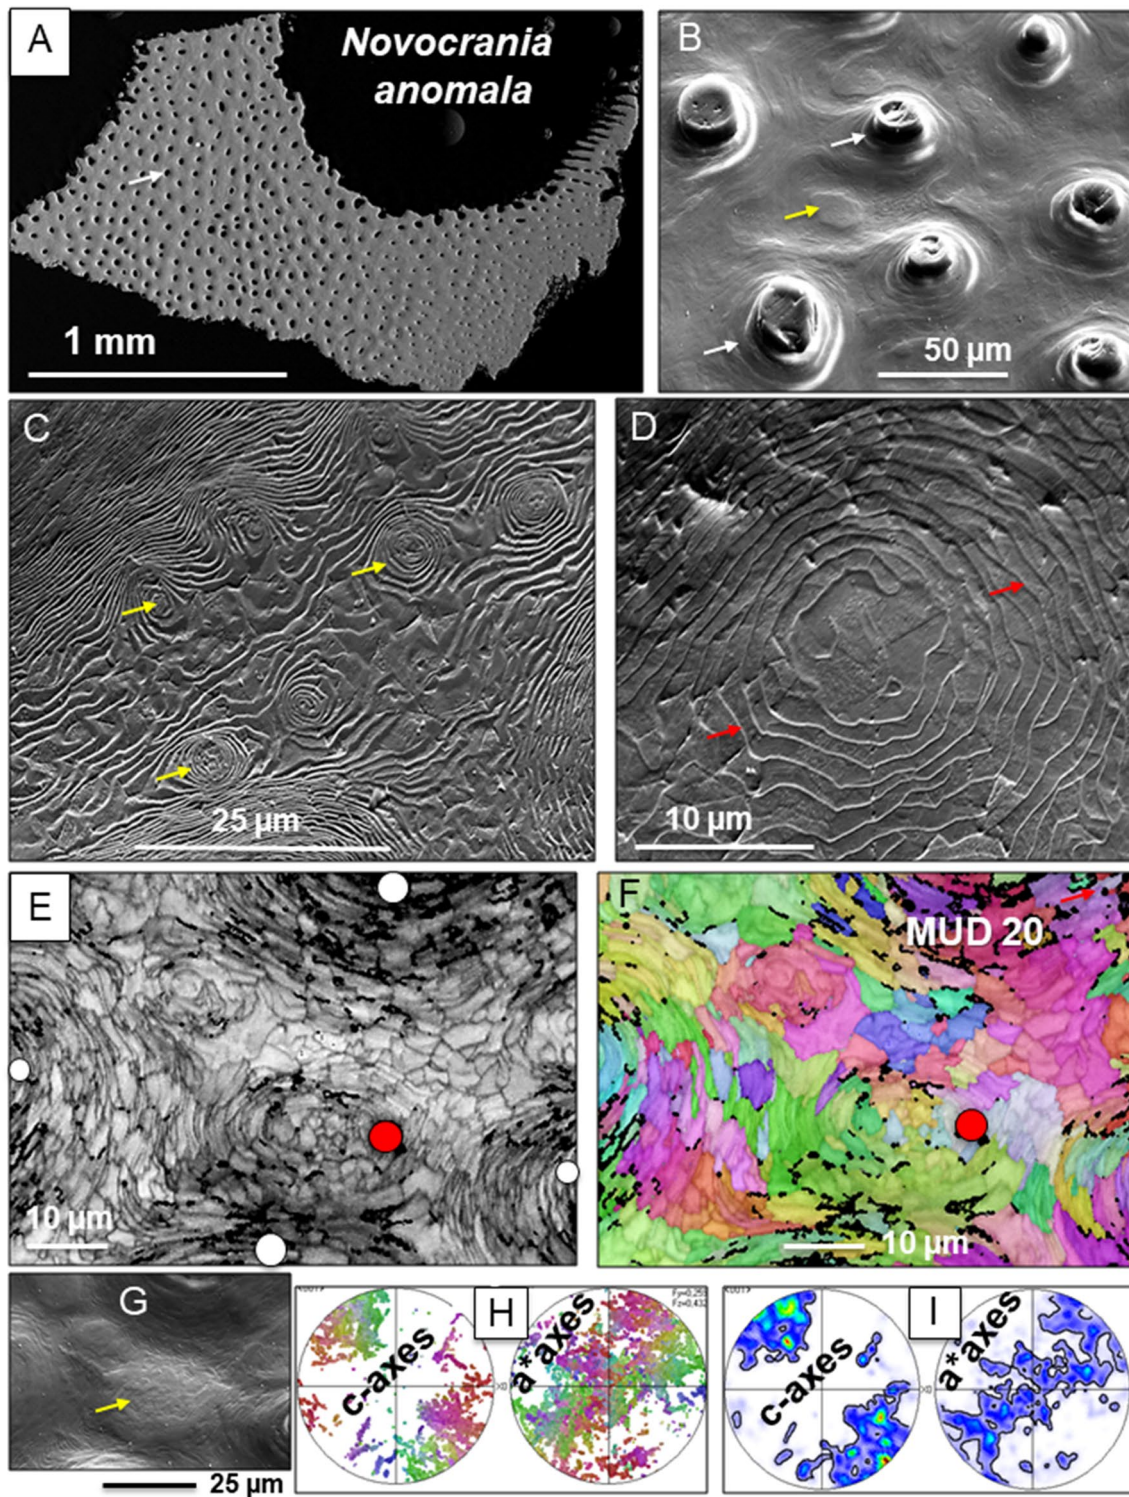 A
Novocrania
anomala
1 mm
B
50 µm
C
25 µm
D
10 µm
E
10 µm
F
MUD 20
10 µm
G
25 µm
H
c-axes
a*axes
I
c-axes
a*axes